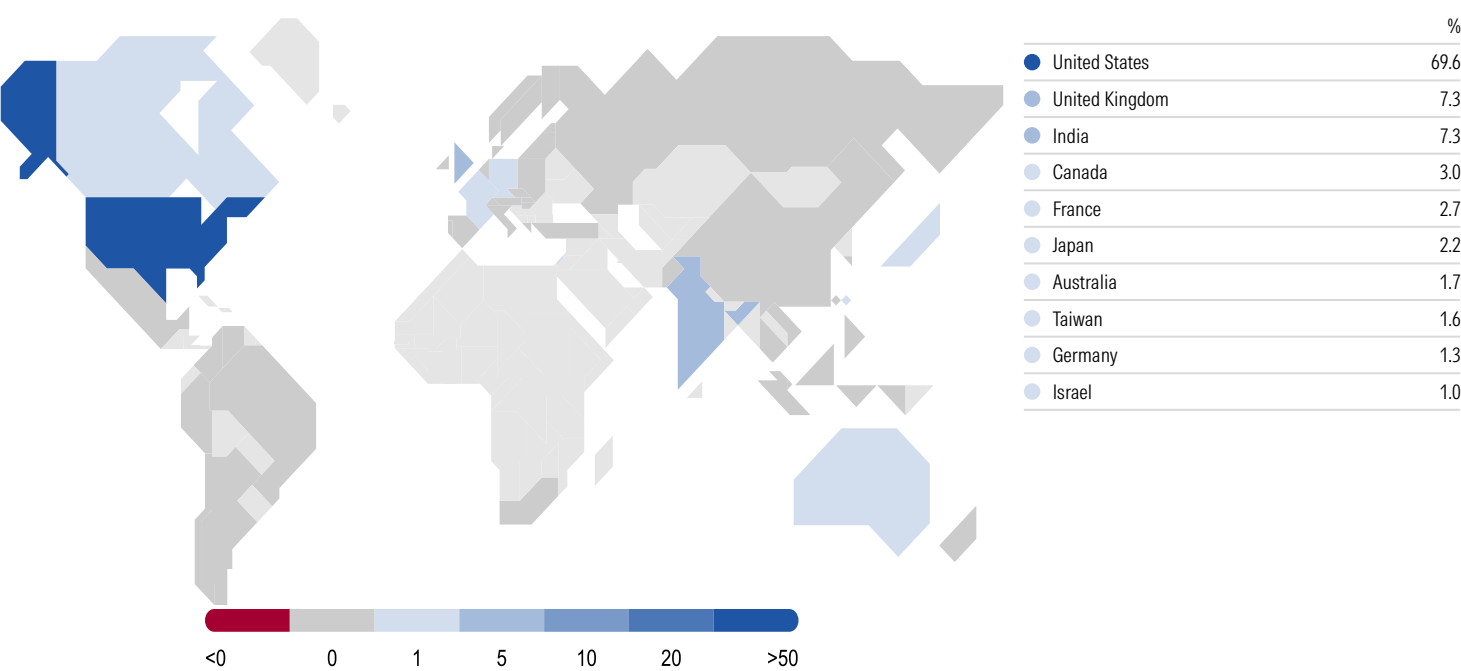 %
United States 69.6
United Kingdom 7.3
India 7.3
Canada 3.0
France 2.7
Japan 2.2
Australia 1.7
Taiwan 1.6
Germany 1.3
Israel 1.0
<0 0 1 5 10 20 >50